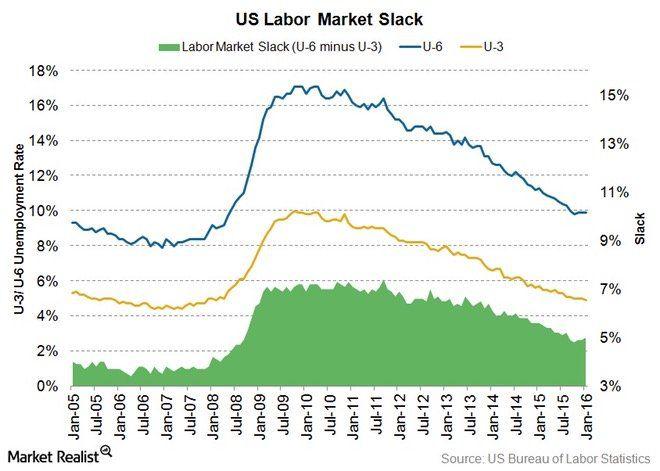 US Labor Market Slack
Labor Market Slack (U-6 minus U-3) U-6 U-3
18%
16%
14%
12%
10%
8%
6%
4%
2%
0%
U-3/ U-6 Unemployment Rate
15%
13%
11%
9%
7%
5%
3%
Slack
Jan-05
Jul-05
Jan-06
Jul-06
Jan-07
Jul-07
Jan-08
Jul-08
Jan-09
Jul-09
Jan-10
Jul-10
Jan-11
Jul-11
Jan-12
Jul-12
Jan-13
Jul-13
Jan-14
Jul-14
Jan-15
Jul-15
Jan-16
Market Realist
Source: US Bureau of Labor Statistics